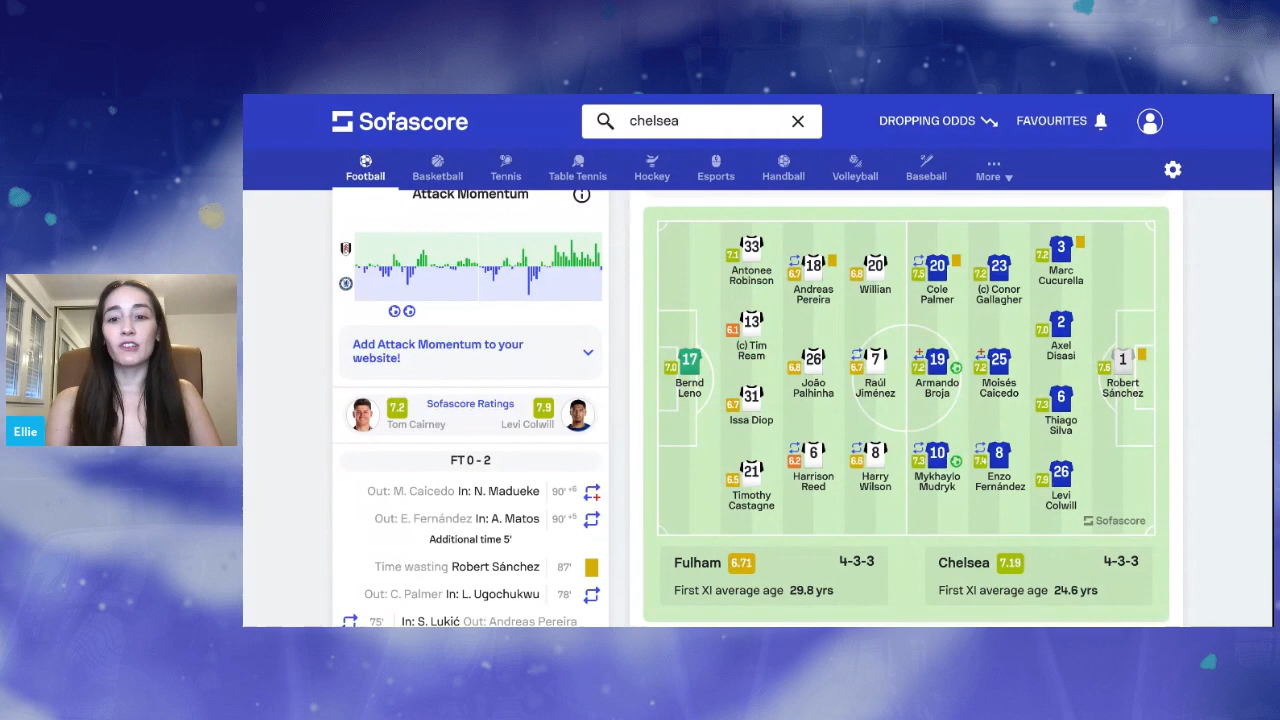 Sofascore
chelsea
DROPPING ODDS
FAVOURITES
Football
Basketball
Tennis
Table Tennis
Hockey
Esports
Handball
Volleyball
Baseball
More
Attack Momentum
Add Attack Momentum to your
website!
7.2
Sofascore Ratings
7.9
Tom Cairney
Levi Colwill
FT 0 - 2
Out: M. Caicedo In: N. Madueke 90' +6
Out: E. Fernández In: A. Matos 90' +5
Additional time 5'
Time wasting Robert Sánchez 87'
Out: C. Palmer In: L. Ugochukwu 78'
75' In: S. Lukić Out: Andreas Pereira
17
7.0
Bernd
Leno
33
7.1
Antonee
Robinson
13
6.1
(c) Tim
Ream
31
6.7
Issa Diop
21
6.5
Timothy
Castagne
18
6.7
Andreas
Pereira
26
6.8
João
Palhinha
6
6.2
Harrison
Reed
20
6.8
Willian
7
6.7
Raúl
Jiménez
8
6.6
Harry
Wilson
20
7.5
Cole
Palmer
19
7.2
Armando
Broja
10
7.3
Mykhaylo
Mudryk
23
7.2
(c) Conor
Gallagher
25
7.2
Moisés
Caicedo
8
7.4
Enzo
Fernández
3
7.2
Marc
Cucurella
2
7.0
Axel
Disasi
6
7.3
Thiago
Silva
26
7.9
Levi
Colwill
1
7.6
Robert
Sánchez
Sofascore
Fulham 6.71 4-3-3
First XI average age 29.8 yrs
Chelsea 7.19 4-3-3
First XI average age 24.6 yrs
Ellie